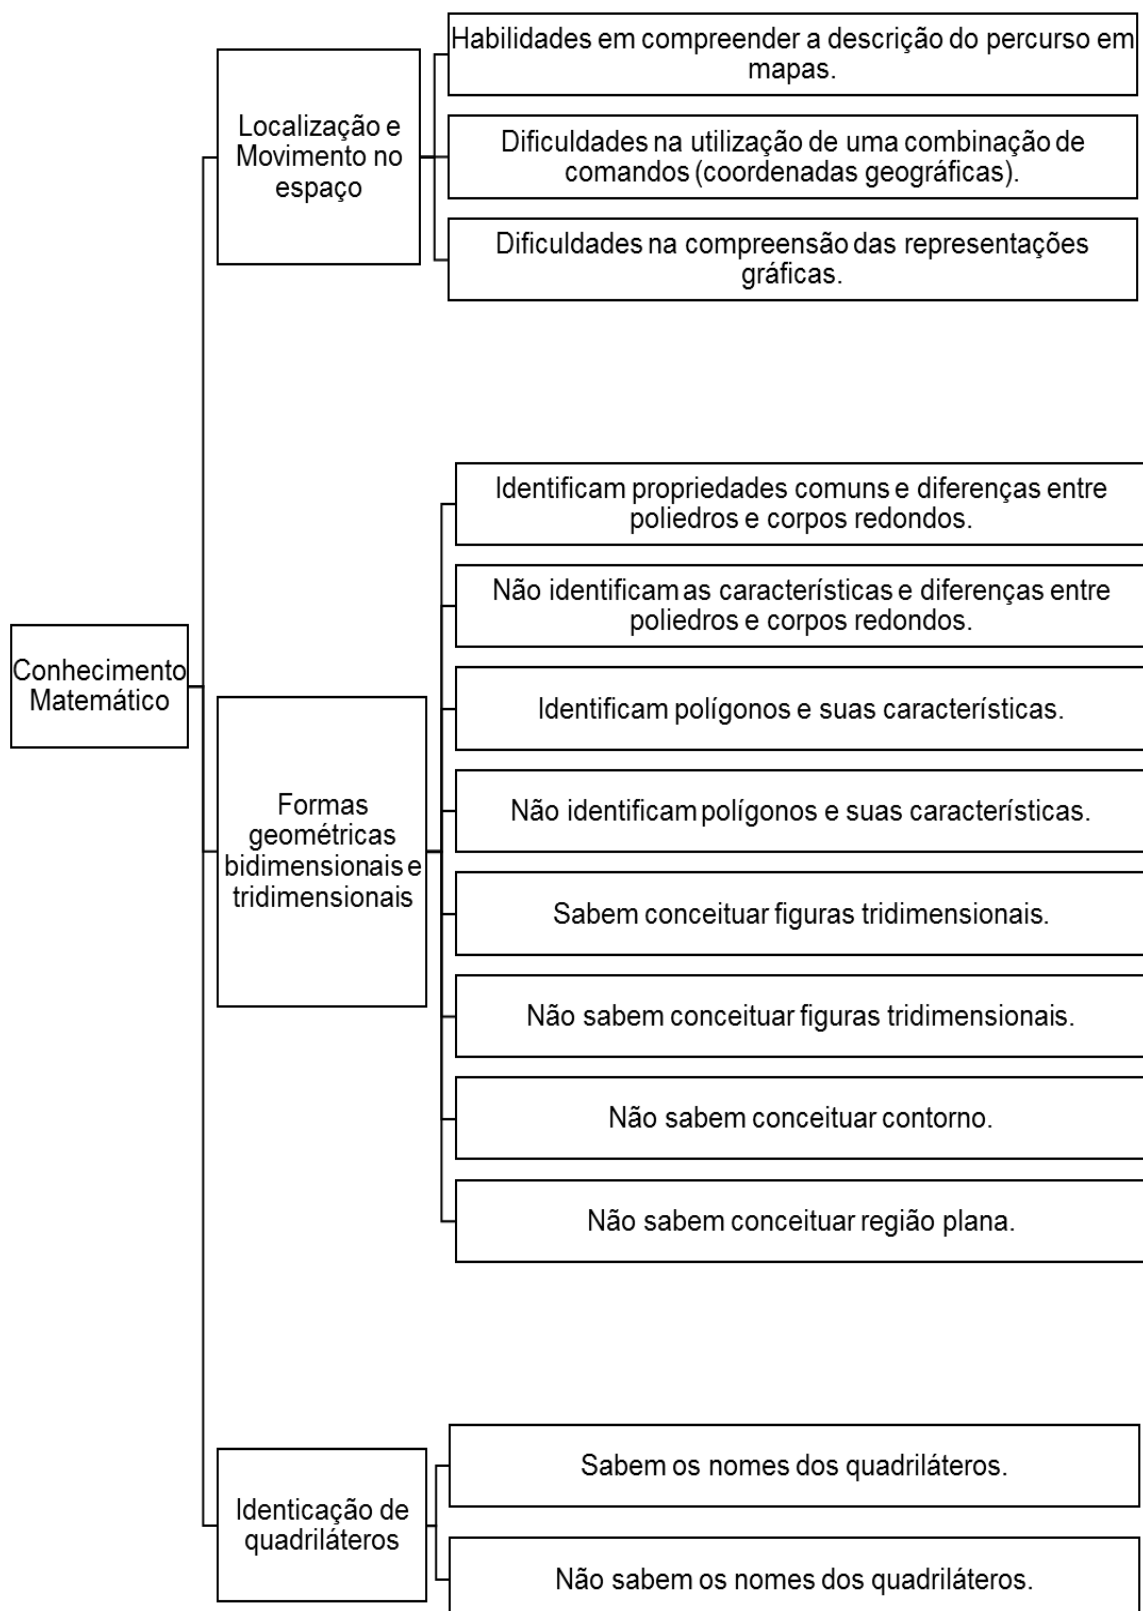 Conhecimento
Matemático
Localização e
Movimento no
espaço
Habilidades em compreender a descrição do percurso em
mapas.
Dificuldades na utilização de uma combinação de
comandos (coordenadas geográficas).
Dificuldades na compreensão das representações
gráficas.
Formas
geométricas
bidimensionais e
tridimensionais
Identificam propriedades comuns e diferenças entre
poliedros e corpos redondos.
Não identificam as características e diferenças entre
poliedros e corpos redondos.
Identificam polígonos e suas características.
Não identificam polígonos e suas características.
Sabem conceituar figuras tridimensionais.
Não sabem conceituar figuras tridimensionais.
Não sabem conceituar contorno.
Não sabem conceituar região plana.
Identicação de
quadriláteros
Sabem os nomes dos quadriláteros.
Não sabem os nomes dos quadriláteros.